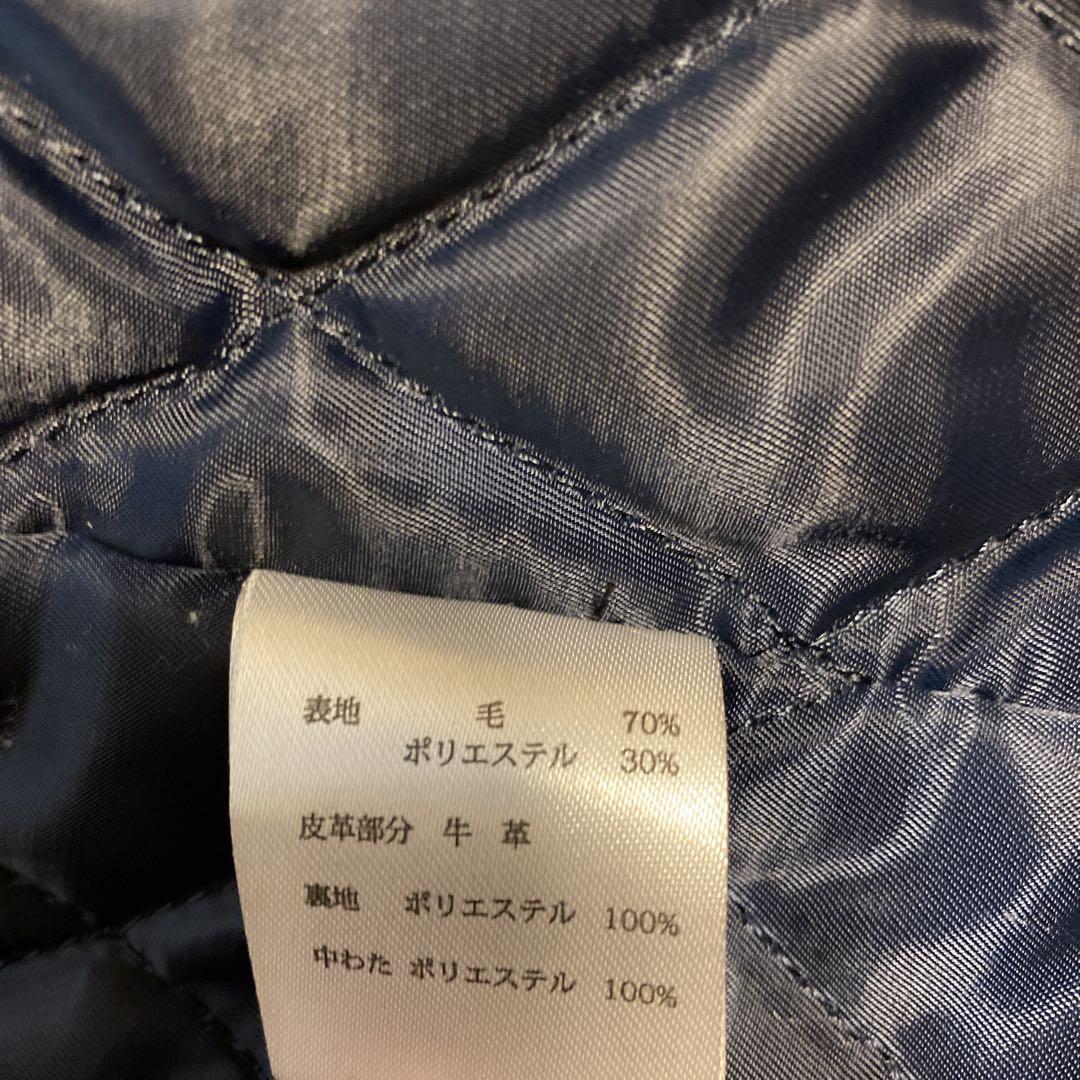 表地 毛 70%
ポリエステル 30%
皮革部分 牛 革
裏地 ポリエステル 100%
中わた ポリエステル 100%